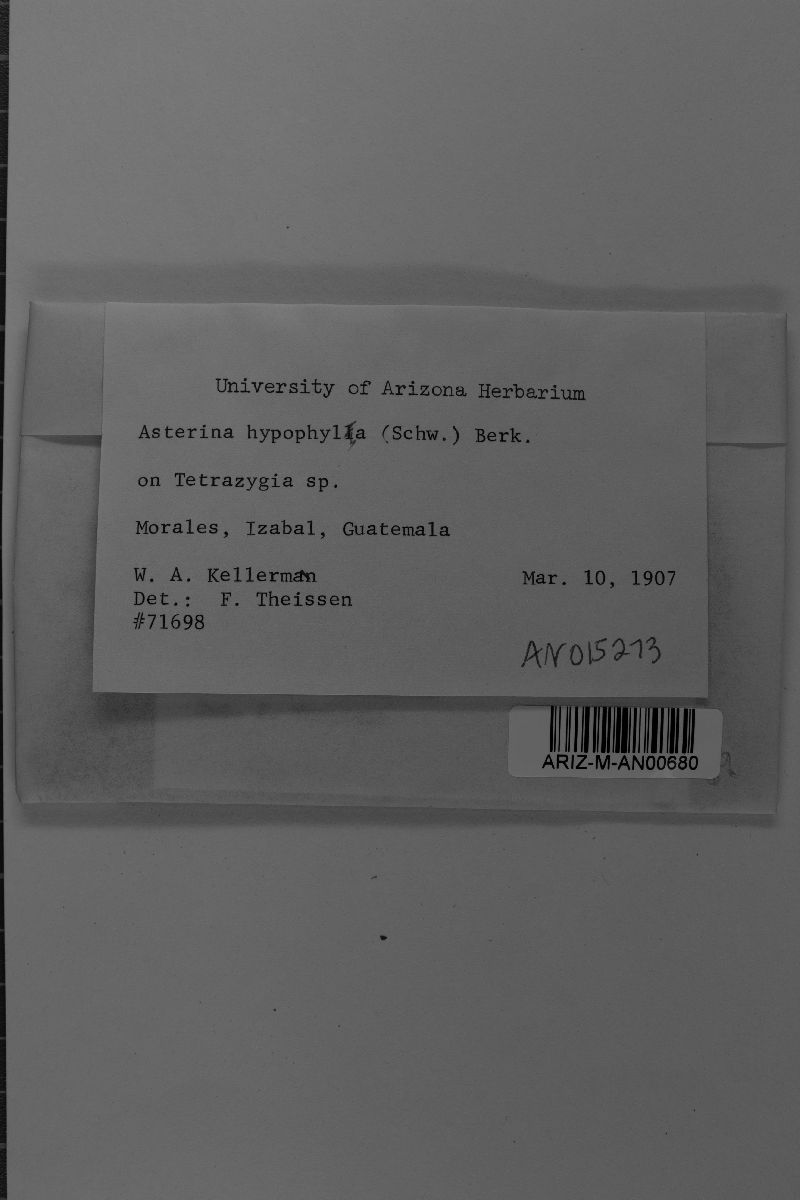 University of Arizona Herbarium
Asterina hypophylla (Schw.) Berk.
on Tetrazygia sp.
Morales, Izabal, Guatemala
W. A. Kellerman Mar. 10, 1907
Det.: F. Theissen
#71698
AN015273
ARIZ-M-AN00680